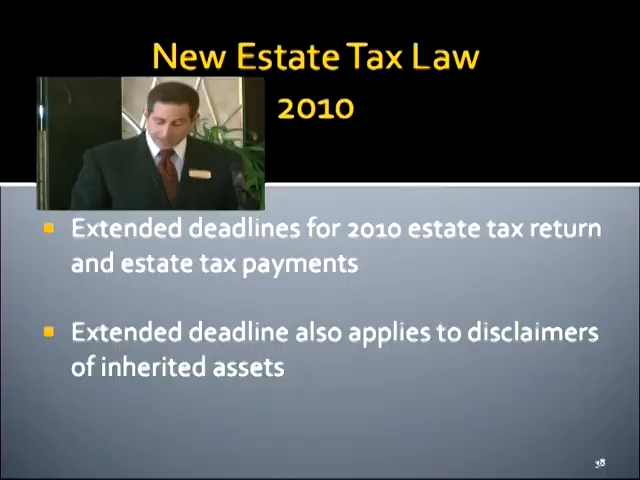 New Estate Tax Law
2010
Extended deadlines for 2010 estate tax return
and estate tax payments
Extended deadline also applies to disclaimers
of inherited assets
38